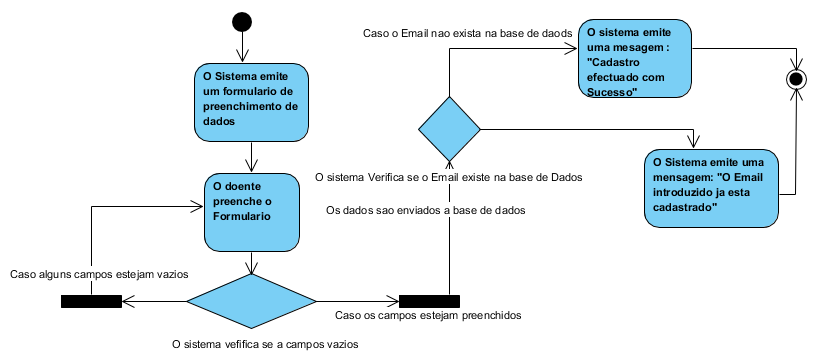 O Sistema emite
um formulario de
preenchimento de
dados
O doente
preenche o
Formulario
Caso alguns campos estejam vazios
O sistema vefifica se a campos vazios
Caso os campos estejam preenchidos
Os dados sao enviados a base de dados
O sistema Verifica se o Email existe na base de Dados
Caso o Email nao exista na base de daods
O sistema emite
uma mesagem :
"Cadastro
efectuado com
Sucesso"
O Sistema emite uma
mensagem: "O Email
introduzido ja esta
cadastrado"